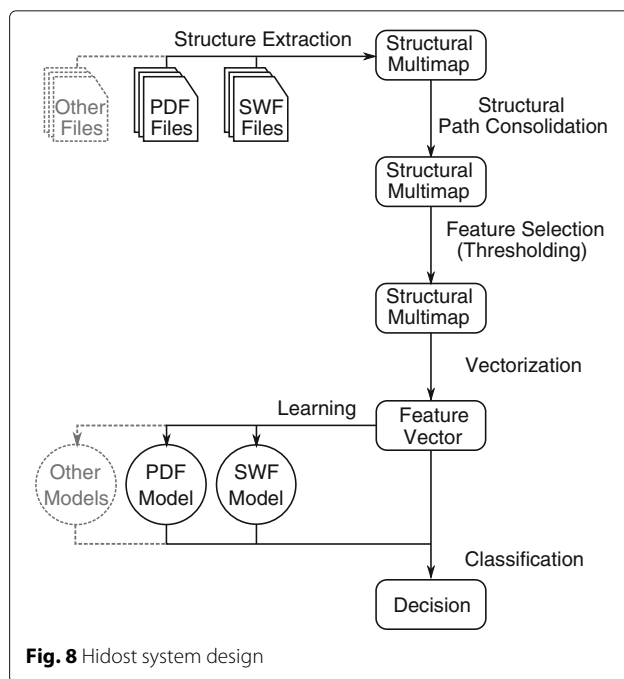 Structure Extraction
Structural
Multimap
Other
Files
PDF
Files
SWF
Files
Structural
Path Consolidation
Structural
Multimap
Feature Selection
(Thresholding)
Structural
Multimap
Vectorization
Learning
Feature
Vector
Other
Models
PDF
Model
SWF
Model
Classification
Decision
Fig. 8 Hidost system design